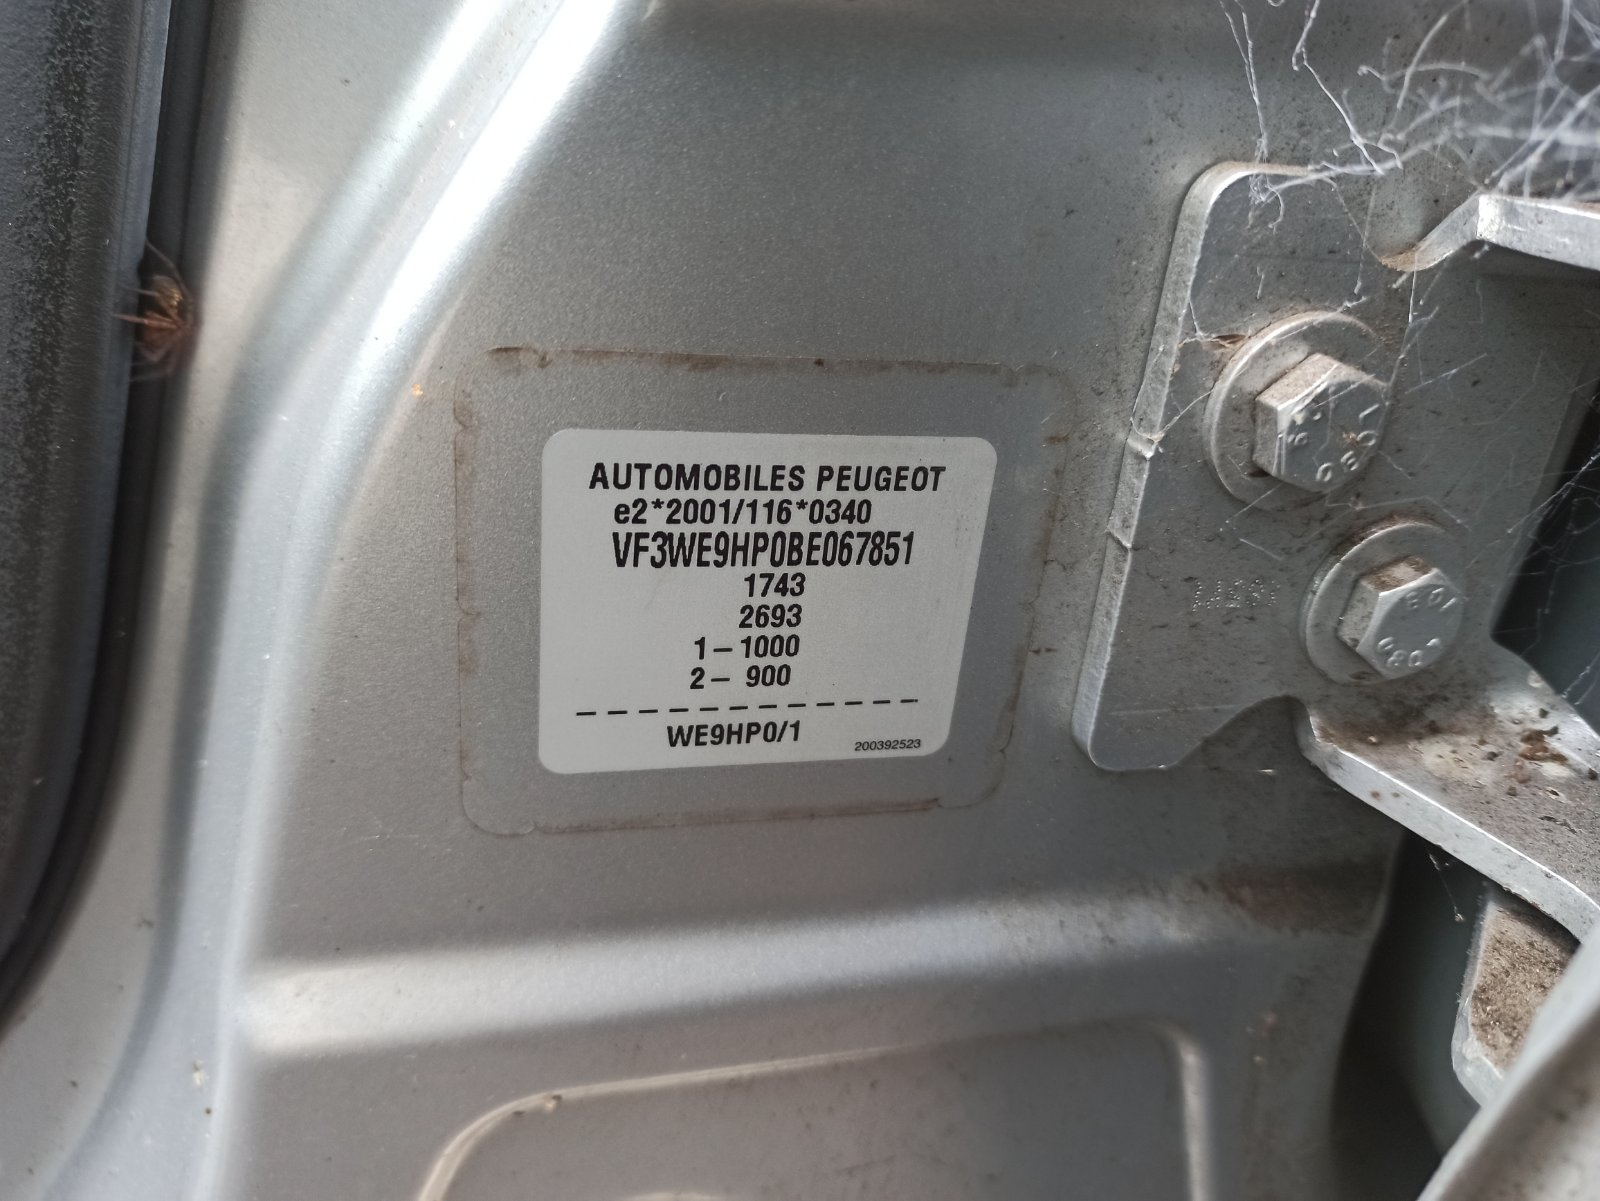 AUTOMOBILES PEUGEOT
e2*2001/116*0340
VF3WE9HP0BE067851
1743
2693
1 – 1000
2 – 900
WE9HP0/1
200392523